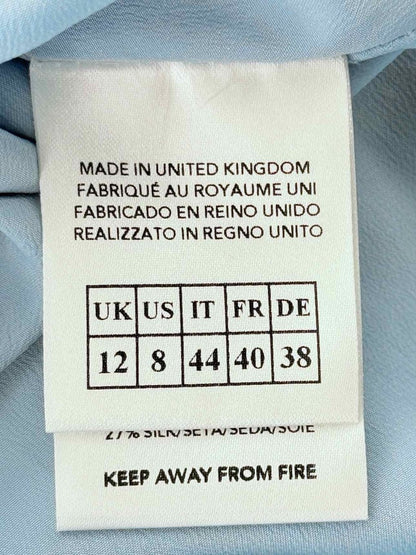 MADE IN UNITED KINGDOM
FABRIQUÉ AU ROYAUME UNI
FABRICADO EN REINO UNIDO
REALIZZATO IN REGNO UNITO
UK US IT FR DE
12 8 44 40 38
27% SILK/SETA/SEDA/SOIE
KEEP AWAY FROM FIRE